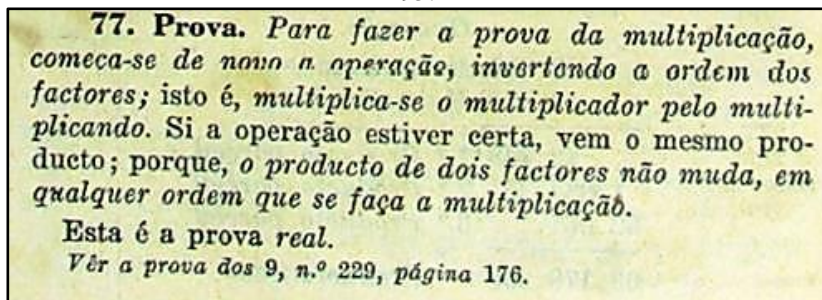 77. Prova. Para fazer a prova da multiplicação,
começa-se de novo a operação, invertendo a ordem dos
factores; isto é, multiplica-se o multiplicador pelo multi-
plicando. Si a operação estiver certa, vem o mesmo pro-
ducto; porque, o producto de dois factores não muda, em
qualquer ordem que se faça a multiplicação.
Esta é a prova real.
Vêr a prova dos 9, n.º 229, página 176.